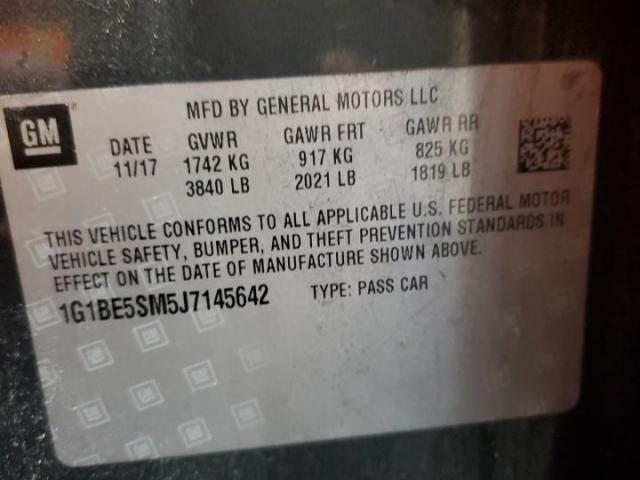 MFD BY GENERAL MOTORS LLC
GM ®
DATE GVWR GAWR FRT GAWR RR
11/17 1742 KG 917 KG 825 KG
3840 LB 2021 LB 1819 LB
THIS VEHICLE CONFORMS TO ALL APPLICABLE U.S. FEDERAL MOTOR
VEHICLE SAFETY, BUMPER, AND THEFT PREVENTION STANDARDS IN
EFFECT ON THE DATE OF MANUFACTURE SHOWN ABOVE.
1G1BE5SM5J7145642 TYPE: PASS CAR